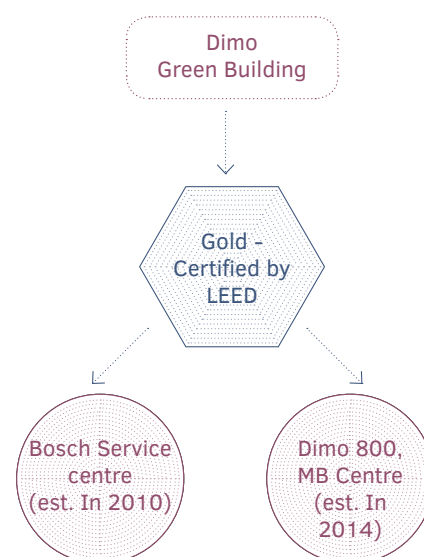 Dimo
Green Building
Gold -
Certified by
LEED
Bosch Service
centre
(est. In 2010)
Dimo 800,
MB Centre
(est. In
2014)